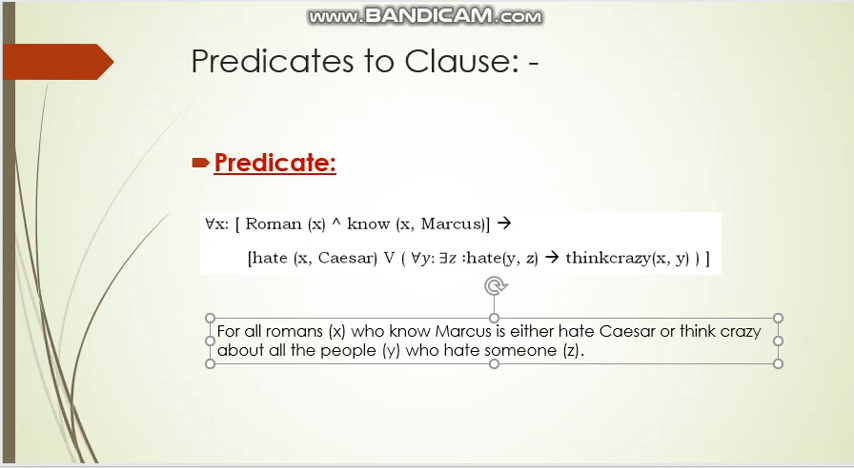 www.BANDICAM.com
Predicates to Clause: -
Predicate:
∀x: [ Roman (x) ^ know (x, Marcus)] →
[hate (x, Caesar) V ( ∀y: ∃z :hate(y, z) → thinkcrazy(x, y) ) ]
For all romans (x) who know Marcus is either hate Caesar or think crazy
about all the people (y) who hate someone (z).